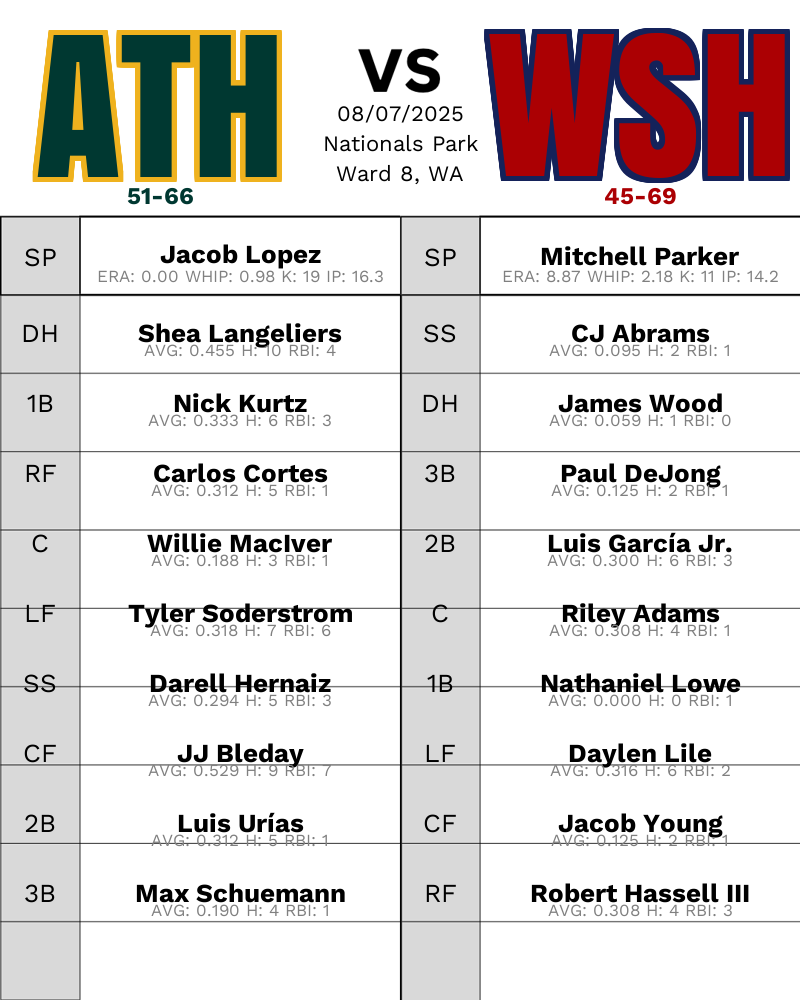 ATH
VS
WSH
08/07/2025
Nationals Park
Ward 8, WA
51-66
45-69
SP
Jacob Lopez
ERA: 0.00 WHIP: 0.98 K: 19 IP: 16.3
SP
Mitchell Parker
ERA: 8.87 WHIP: 2.18 K: 11 IP: 14.2
DH
Shea Langeliers
AVG: 0.455 H: 10 RBI: 4
SS
CJ Abrams
AVG: 0.095 H: 2 RBI: 1
1B
Nick Kurtz
AVG: 0.333 H: 6 RBI: 3
DH
James Wood
AVG: 0.059 H: 1 RBI: 0
RF
Carlos Cortes
AVG: 0.312 H: 5 RBI: 1
3B
Paul DeJong
AVG: 0.125 H: 2 RBI: 1
C
Willie MacIver
AVG: 0.188 H: 3 RBI: 1
2B
Luis García Jr.
AVG: 0.300 H: 6 RBI: 3
LF
Tyler Soderstrom
AVG: 0.318 H: 7 RBI: 6
C
Riley Adams
AVG: 0.308 H: 4 RBI: 1
SS
Darell Hernaiz
AVG: 0.294 H: 5 RBI: 3
1B
Nathaniel Lowe
AVG: 0.000 H: 0 RBI: 1
CF
JJ Bleday
AVG: 0.529 H: 9 RBI: 7
LF
Daylen Lile
AVG: 0.316 H: 6 RBI: 2
2B
Luis Urías
AVG: 0.312 H: 5 RBI: 1
CF
Jacob Young
AVG: 0.125 H: 2 RBI: 1
3B
Max Schuemann
AVG: 0.190 H: 4 RBI: 1
RF
Robert Hassell III
AVG: 0.308 H: 4 RBI: 3